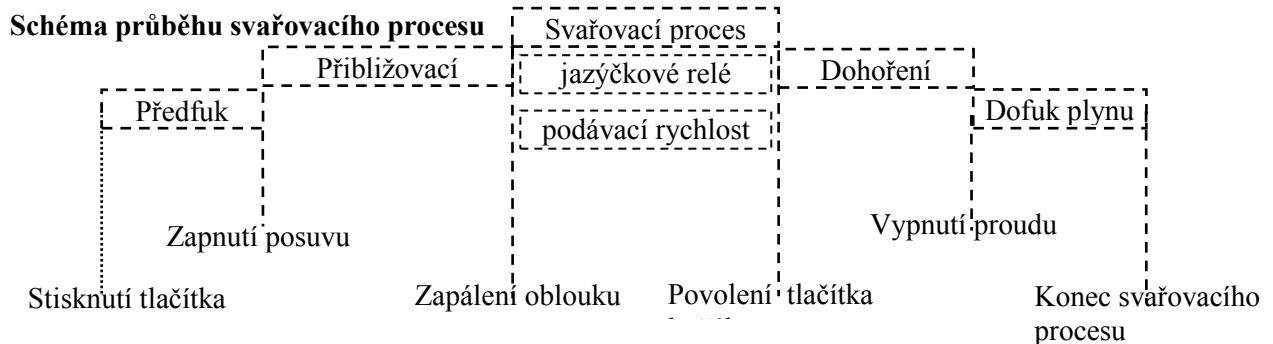 Schéma průběhu svařovacího procesu
Svařovací proces
Přibližovací
jazýčkové relé
Dohoření
Předfuk
podávací rychlost
Dofuk plynu
Zapnutí posuvu
Vypnutí proudu
Stisknutí tlačítka
Zapálení oblouku
Povolení tlačítka
Konec svařovacího
procesu